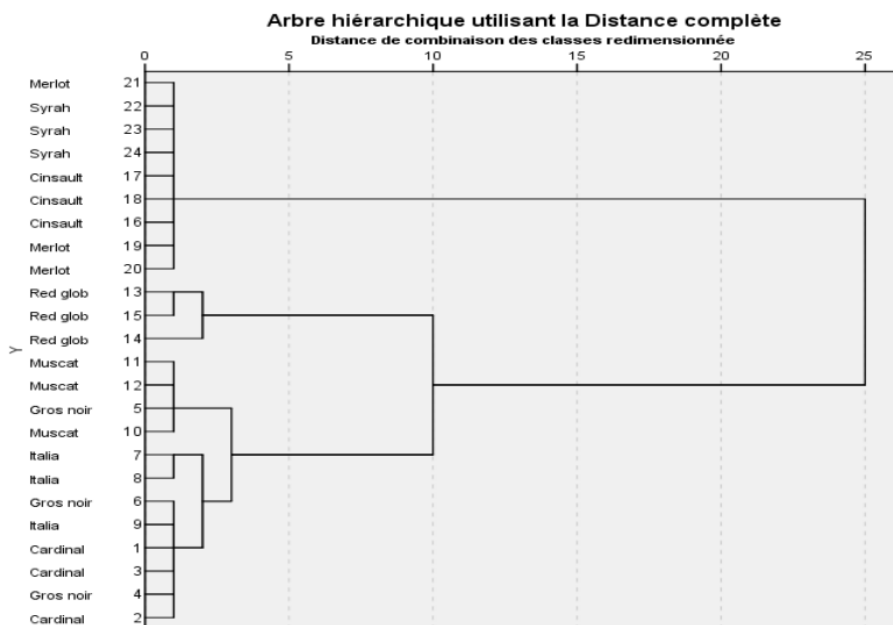 Arbre hiérarchique utilisant la Distance complète
Distance de combinaison des classes redimensionnée
0 5 10 15 20 25
Merlot 21
Syrah 22
Syrah 23
Syrah 24
Cinsault 17
Cinsault 18
Cinsault 16
Merlot 19
Merlot 20
Red glob 13
Red glob 15
Red glob 14
Y
Muscat 11
Muscat 12
Gros noir 5
Muscat 10
Italia 7
Italia 8
Gros noir 6
Italia 9
Cardinal 1
Cardinal 3
Gros noir 4
Cardinal 2